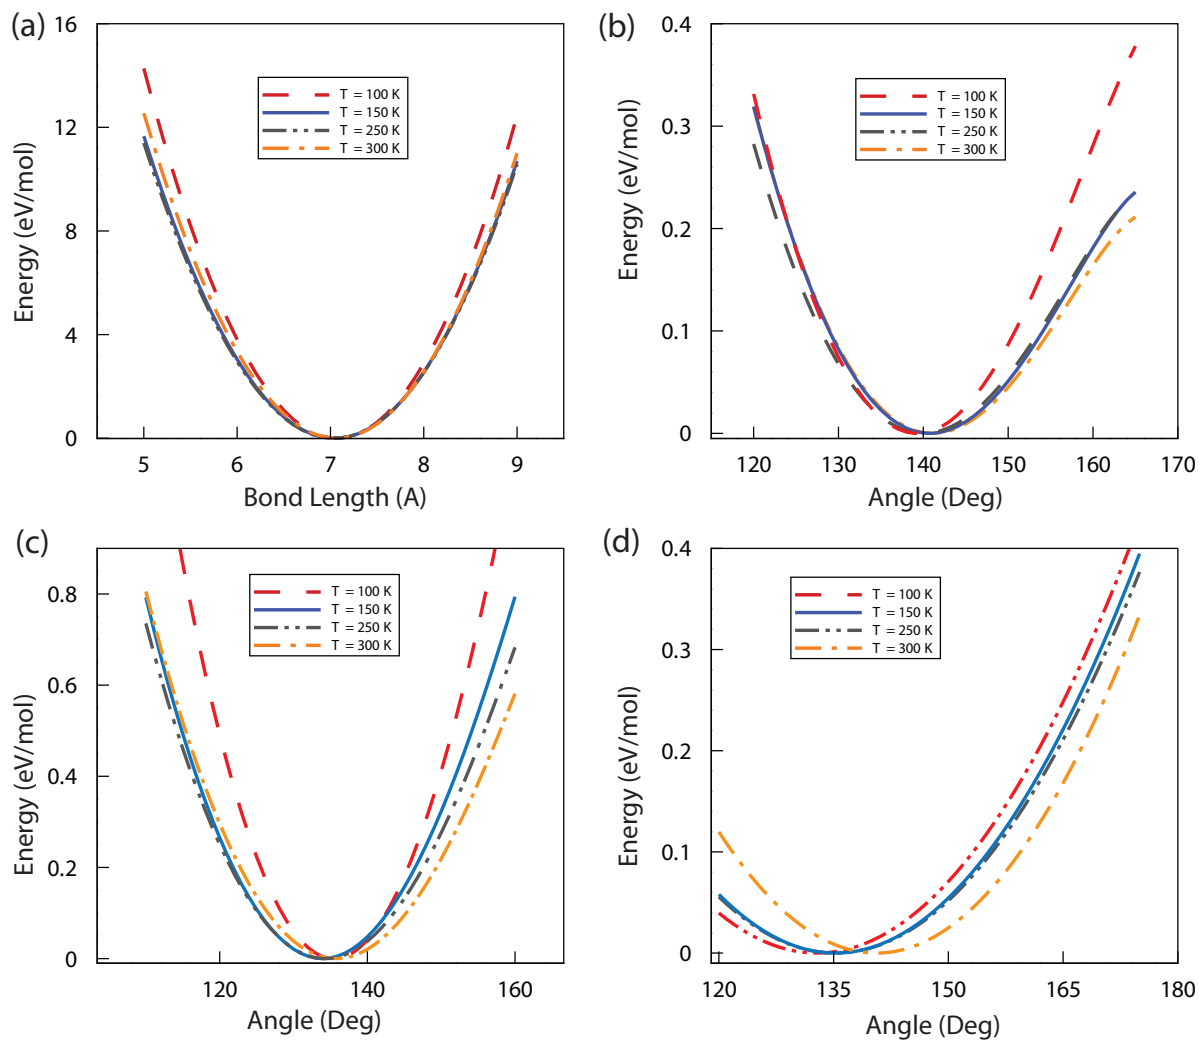 (a)
16
12
8
4
0
Energy (eV/mol)
T = 100 K
T = 150 K
T = 250 K
T = 300 K
5 6 7 8 9
Bond Length (A)
(b)
0.4
0.3
0.2
0.1
0
Energy (eV/mol)
T = 100 K
T = 150 K
T = 250 K
T = 300 K
120 130 140 150 160 170
Angle (Deg)
(c)
0.8
0.6
0.4
0.2
0
Energy (eV/mol)
T = 100 K
T = 150 K
T = 250 K
T = 300 K
120 140 160
Angle (Deg)
(d)
0.4
0.3
0.2
0.1
0
Energy (eV/mol)
T = 100 K
T = 150 K
T = 250 K
T = 300 K
120 135 150 165 180
Angle (Deg)